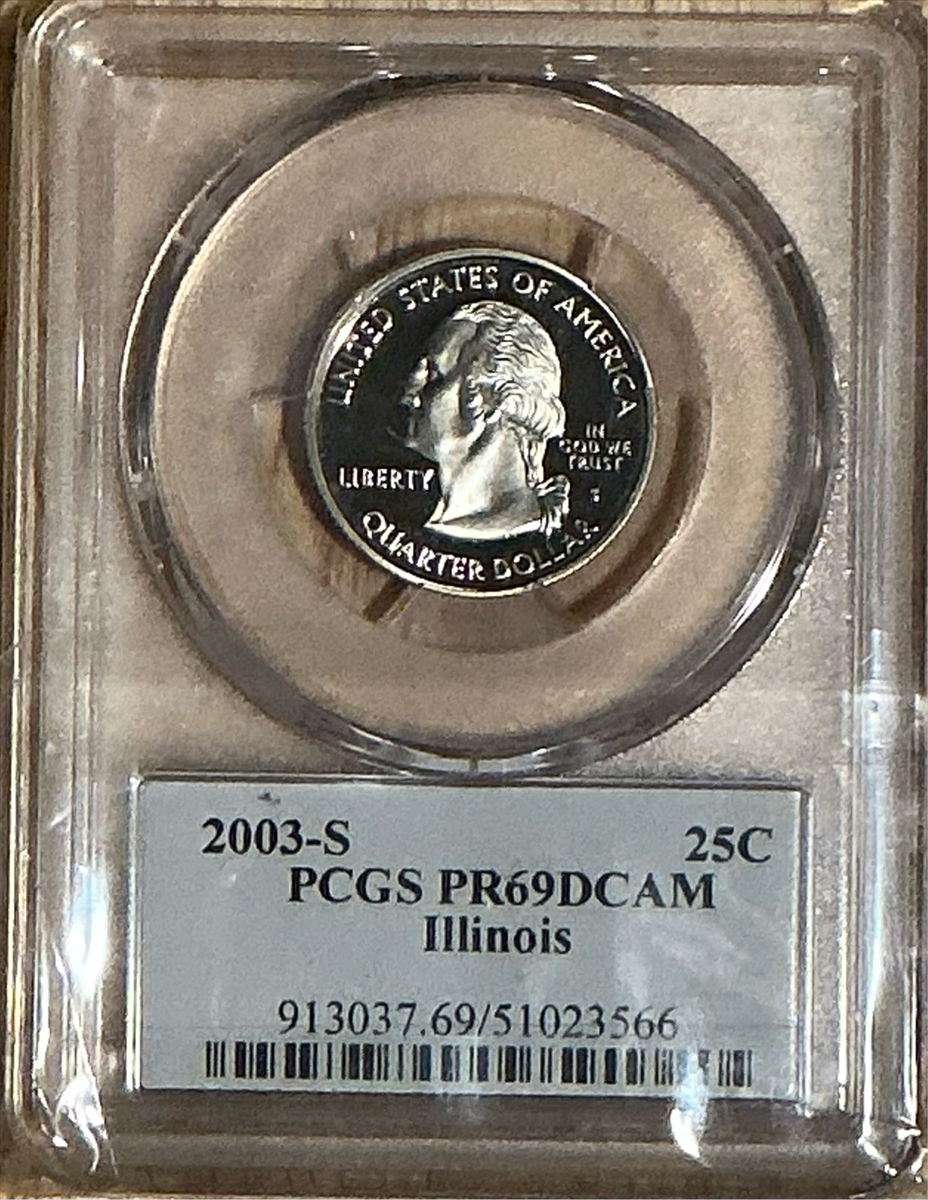 UNITED STATES OF AMERICA
IN
GOD WE
TRUST
LIBERTY
S
QUARTER DOLLAR
2003-S 25C
PCGS PR69DCAM
Illinois
913037.69/51023566